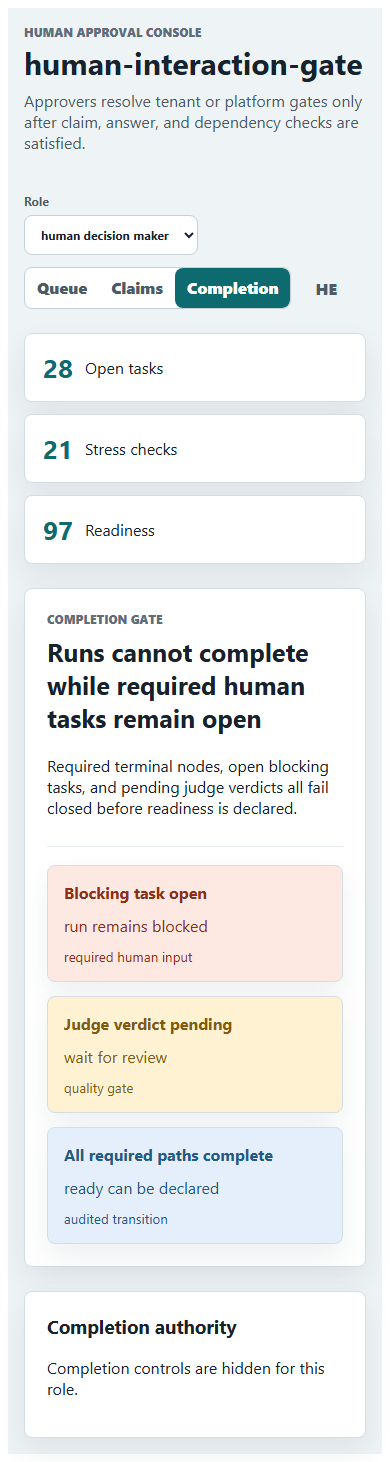 HUMAN APPROVAL CONSOLE
human-interaction-gate
Approvers resolve tenant or platform gates only
after claim, answer, and dependency checks are
satisfied.
Role
human decision maker
Queue Claims Completion HE
28 Open tasks
21 Stress checks
97 Readiness
COMPLETION GATE
Runs cannot complete
while required human
tasks remain open
Required terminal nodes, open blocking
tasks, and pending judge verdicts all fail
closed before readiness is declared.
Blocking task open
run remains blocked
required human input
Judge verdict pending
wait for review
quality gate
All required paths complete
ready can be declared
audited transition
Completion authority
Completion controls are hidden for this
role.